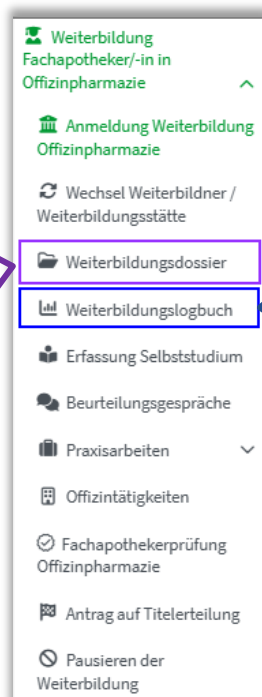 Weiterbildung
Fachapotheker/-in in
Offizinpharmazie
Anmeldung Weiterbildung
Offizinpharmazie
Wechsel Weiterbildner /
Weiterbildungsstätte
Weiterbildungsdossier
Weiterbildungslogbuch
Erfassung Selbststudium
Beurteilungsgespräche
Praxisarbeiten
Offizintätigkeiten
Fachapothekerprüfung
Offizinpharmazie
Antrag auf Titelerteilung
Pausieren der
Weiterbildung